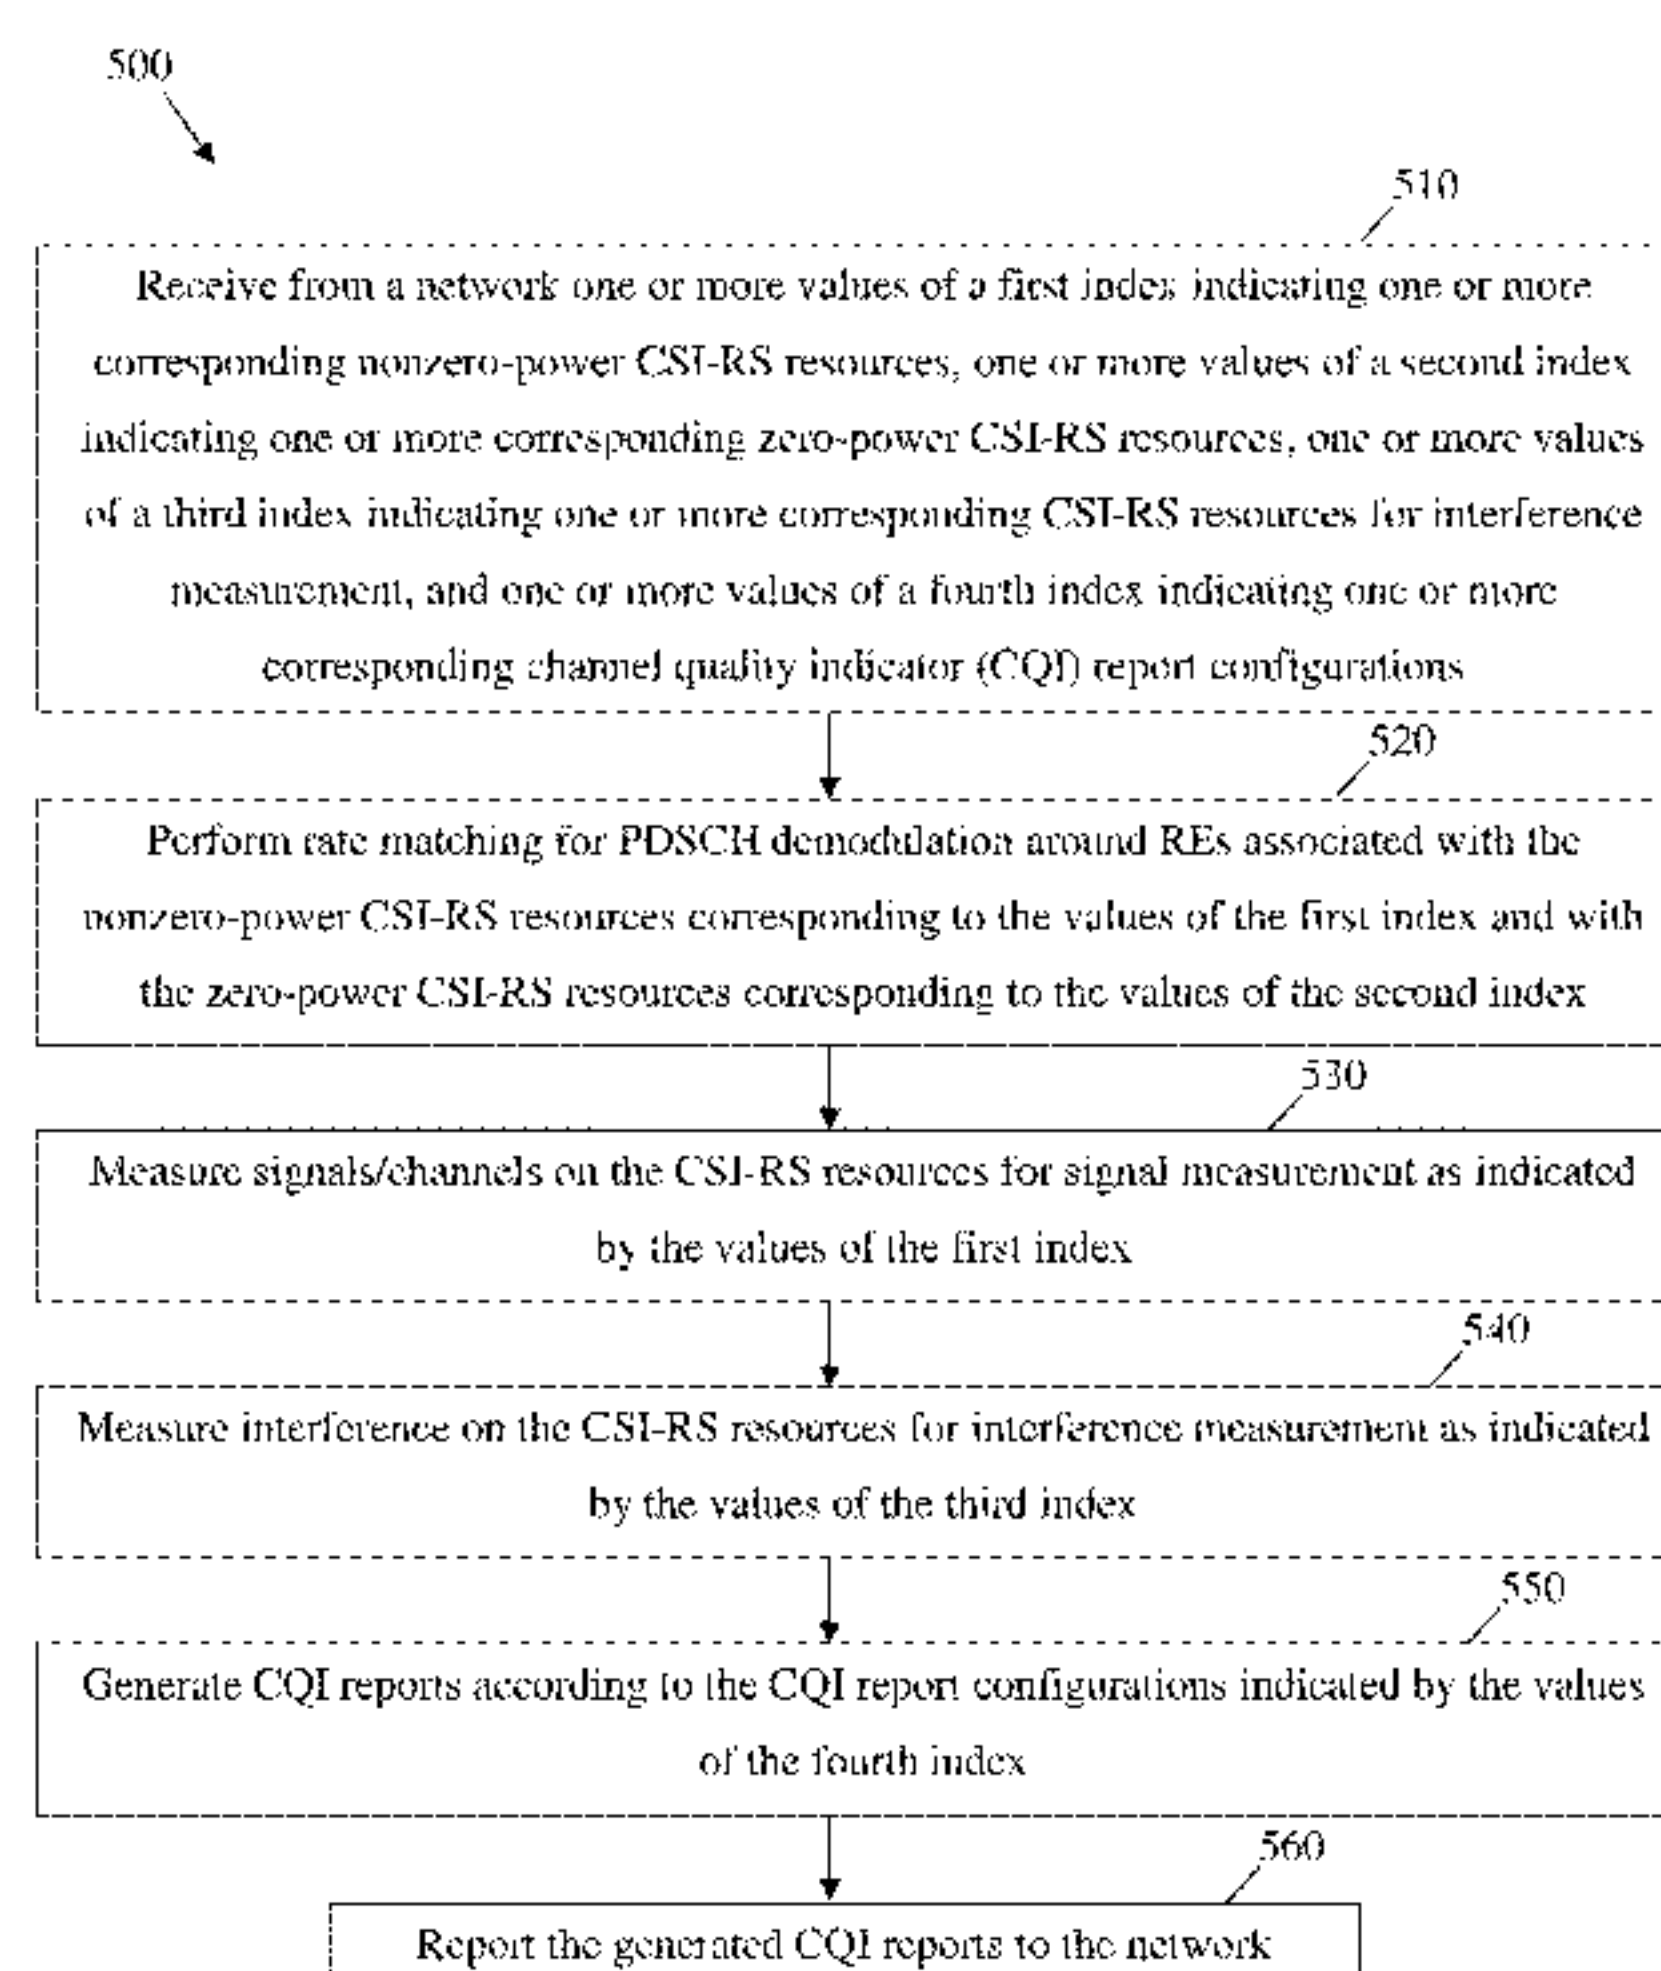 500
510
Receive from a network one or more values of a first index indicating one or more
corresponding nonzero-power CSI-RS resources, one or more values of a second index
indicating one or more corresponding zero-power CSI-RS resources, one or more values
of a third index indicating one or more corresponding CSI-RS resources for interference
measurement, and one or more values of a fourth index indicating one or more
corresponding channel quality indicator (CQI) report configurations
520
Perform rate matching for PDSCH demodulation around REs associated with the
nonzero-power CSI-RS resources corresponding to the values of the first index and with
the zero-power CSI-RS resources corresponding to the values of the second index
530
Measure signals/channels on the CSI-RS resources for signal measurement as indicated
by the values of the first index
540
Measure interference on the CSI-RS resources for interference measurement as indicated
by the values of the third index
550
Generate CQI reports according to the CQI report configurations indicated by the values
of the fourth index
560
Report the generated CQI reports to the network